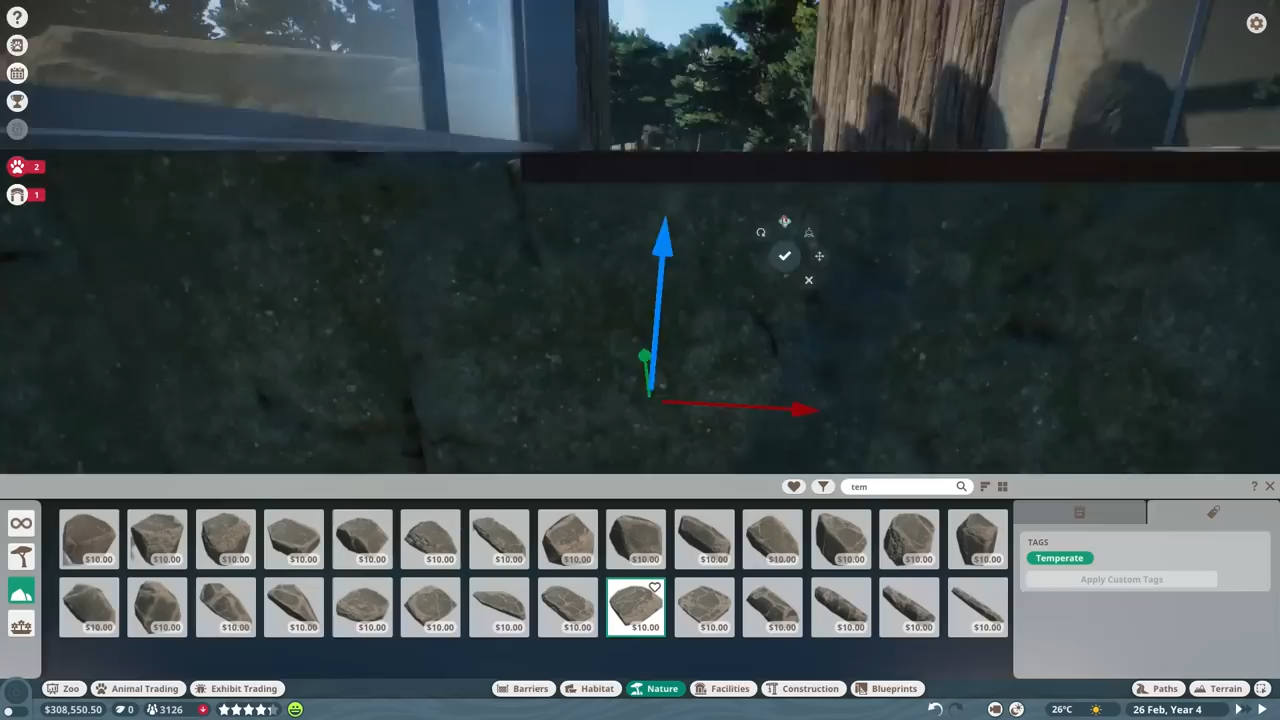 ?
2
1
tem
? ×
$10.00 $10.00 $10.00 $10.00 $10.00 $10.00 $10.00 $10.00 $10.00 $10.00 $10.00 $10.00 $10.00 $10.00
$10.00 $10.00 $10.00 $10.00 $10.00 $10.00 $10.00 $10.00 $10.00 $10.00 $10.00 $10.00 $10.00 $10.00
TAGS
Temperate
Apply Custom Tags
Zoo Animal Trading Exhibit Trading Barriers Habitat Nature Facilities Construction Blueprints Paths Terrain
$308,550.50 0 3126 26°C 26 Feb, Year 4